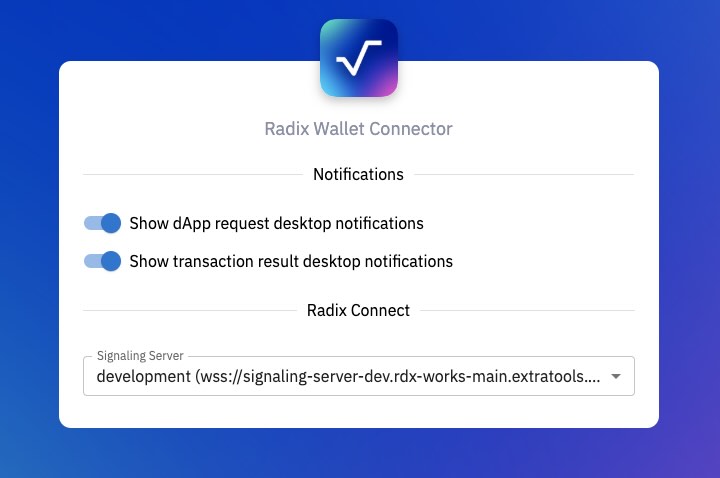 Radix Wallet Connector
Notifications
Show dApp request desktop notifications
Show transaction result desktop notifications
Radix Connect
Signaling Server
development (wss://signaling-server-dev.rdx-works-main.extratools....